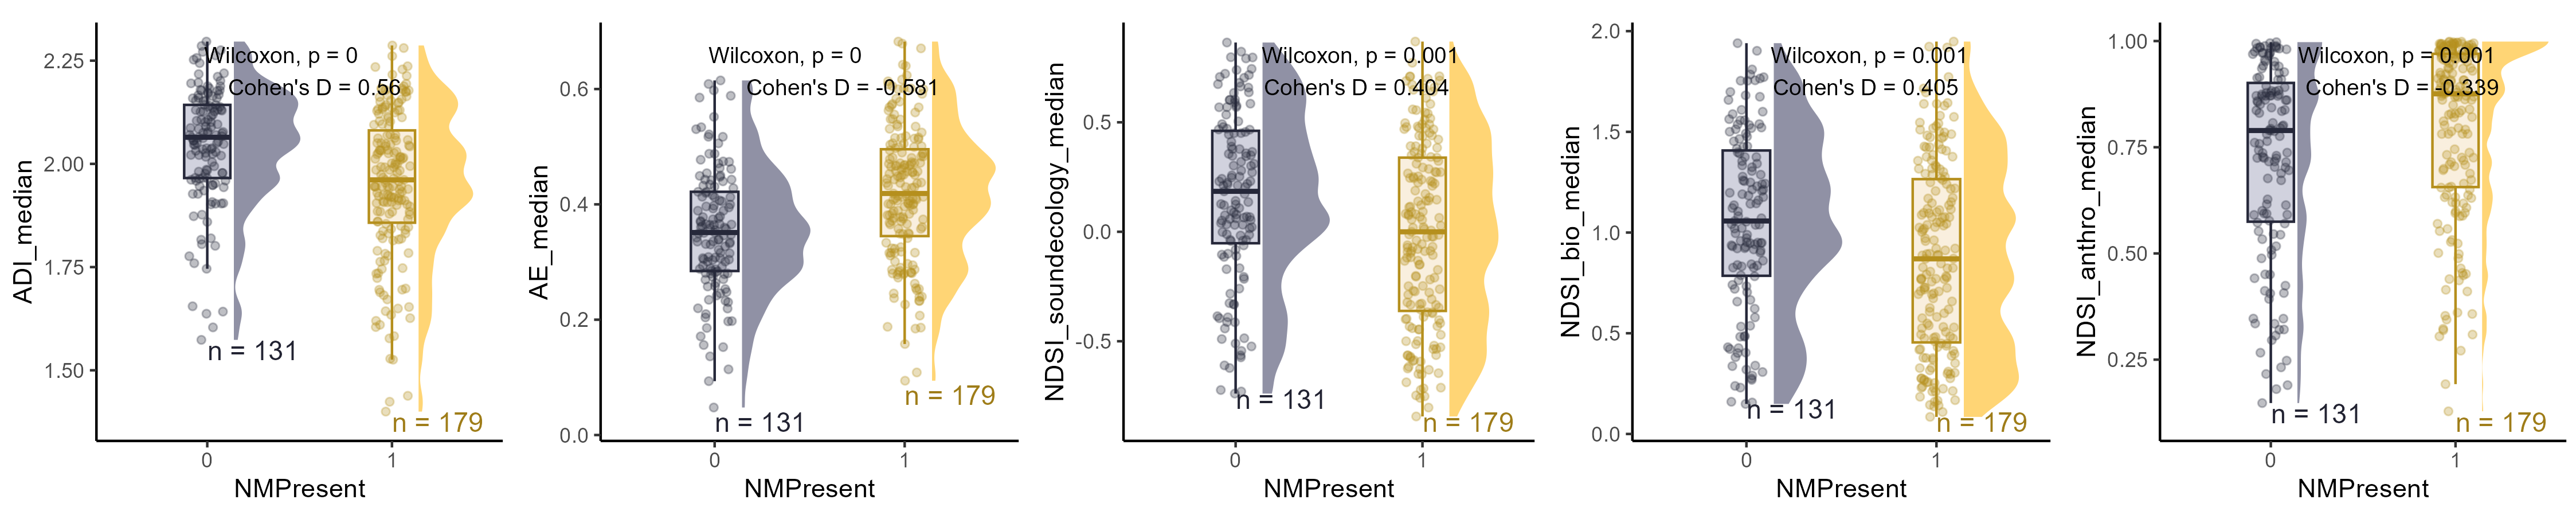 ADI_median
2.25
2.00
1.75
1.50
Wilcoxon, p = 0
Cohen's D = 0.56
n = 131
n = 179
0
1
NMPresent
AE_median
0.6
0.4
0.2
0.0
Wilcoxon, p = 0
Cohen's D = -0.581
n = 131
n = 179
0
1
NMPresent
NDSI_soundecology_median
0.5
0.0
-0.5
Wilcoxon, p = 0.001
Cohen's D = 0.404
n = 131
n = 179
0
1
NMPresent
NDSI_bio_median
2.0
1.5
1.0
0.5
0.0
Wilcoxon, p = 0.001
Cohen's D = 0.405
n = 131
n = 179
0
1
NMPresent
NDSI_anthro_median
1.00
0.75
0.50
0.25
Wilcoxon, p = 0.001
Cohen's D = -0.339
n = 131
n = 179
0
1
NMPresent